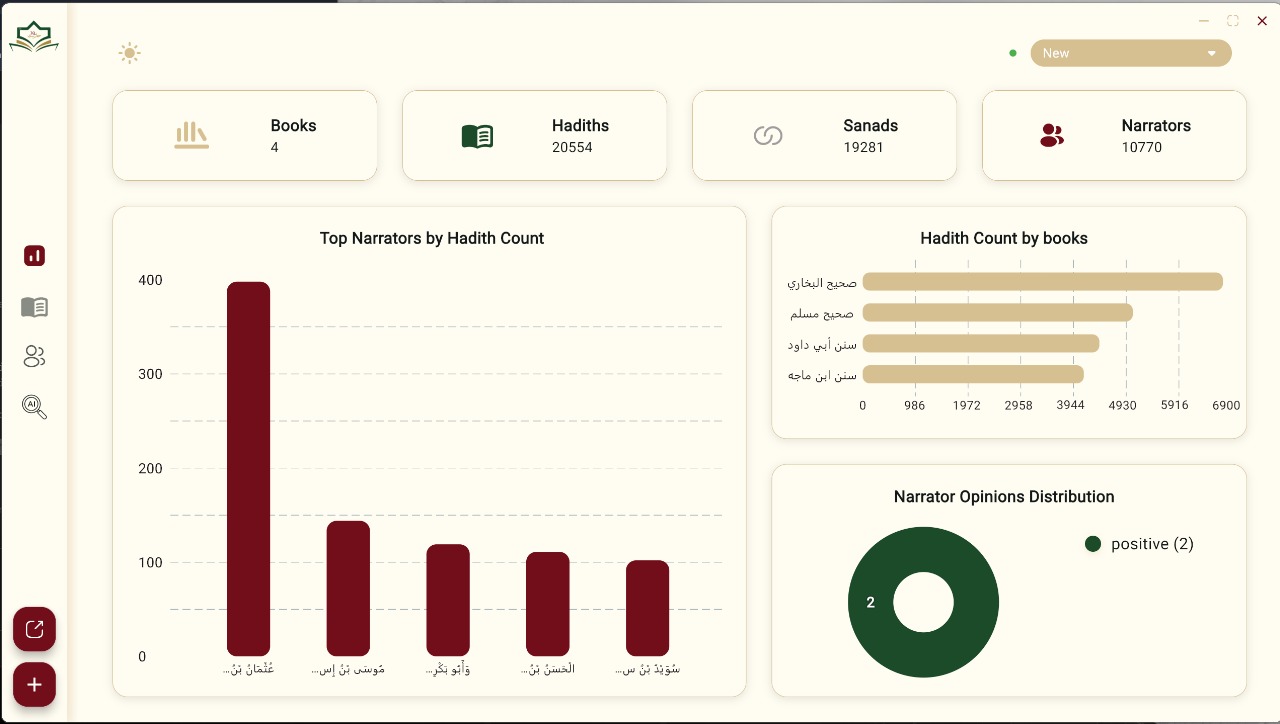 New
Books
4
Hadiths
20554
Sanads
19281
Narrators
10770
Top Narrators by Hadith Count
400
300
200
100
0
عُثْمَانُ بْنُ...
مُوسَى بْنُ إِس...
وَأَبُو بَكْرِ...
الْحَسَنُ بْنُ...
سُوَيْدُ بْنُ س...
Hadith Count by books
صحيح البخاري
صحيح مسلم
سنن أبي داود
سنن ابن ماجه
0 986 1972 2958 3944 4930 5916 6900
Narrator Opinions Distribution
2
positive (2)
AI